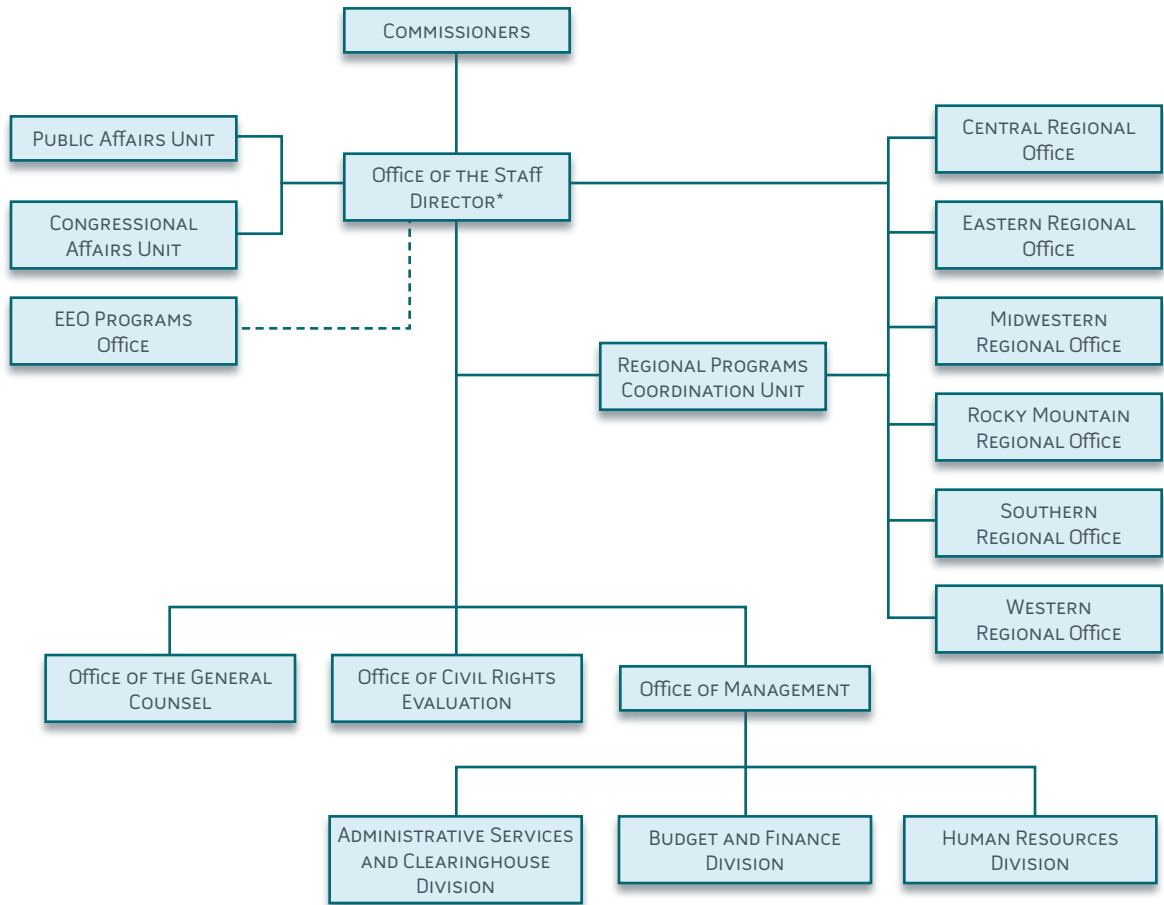 Commissioners
Public Affairs Unit
Office of the Staff
Director*
Congressional
Affairs Unit
EEO Programs
Office
Central Regional
Office
Eastern Regional
Office
Midwestern
Regional Office
Regional Programs
Coordination Unit
Rocky Mountain
Regional Office
Southern
Regional Office
Western
Regional Office
Office of the General
Counsel
Office of Civil Rights
Evaluation
Office of Management
Administrative Services
and Clearinghouse
Division
Budget and Finance
Division
Human Resources
Division